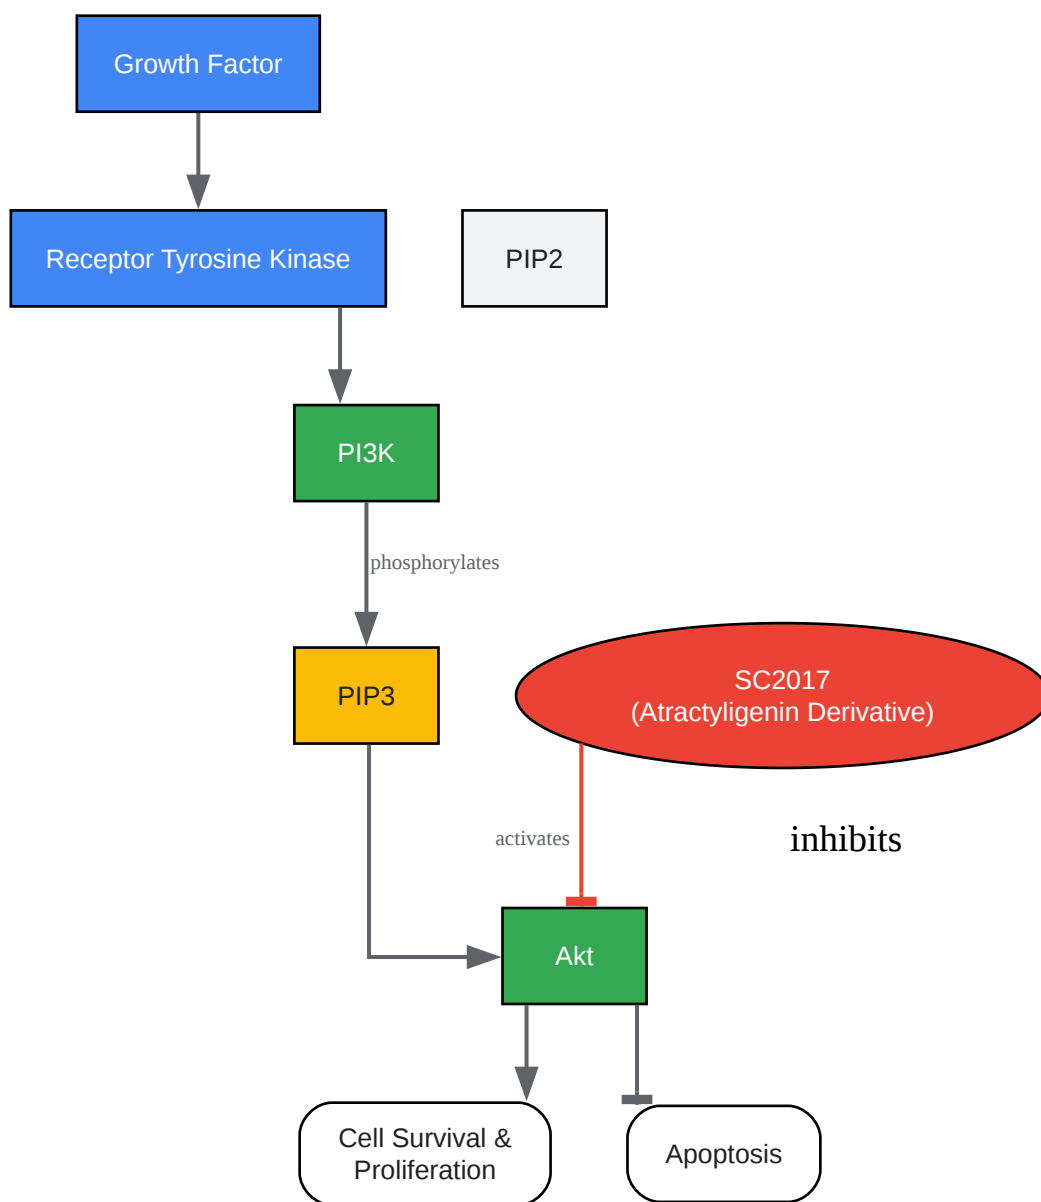 Growth Factor
Receptor Tyrosine Kinase
PIP2
PI3K
phosphorylates
PIP3
SC2017
(Atractyligenin Derivative)
activates
inhibits
Akt
Cell Survival &
Proliferation
Apoptosis